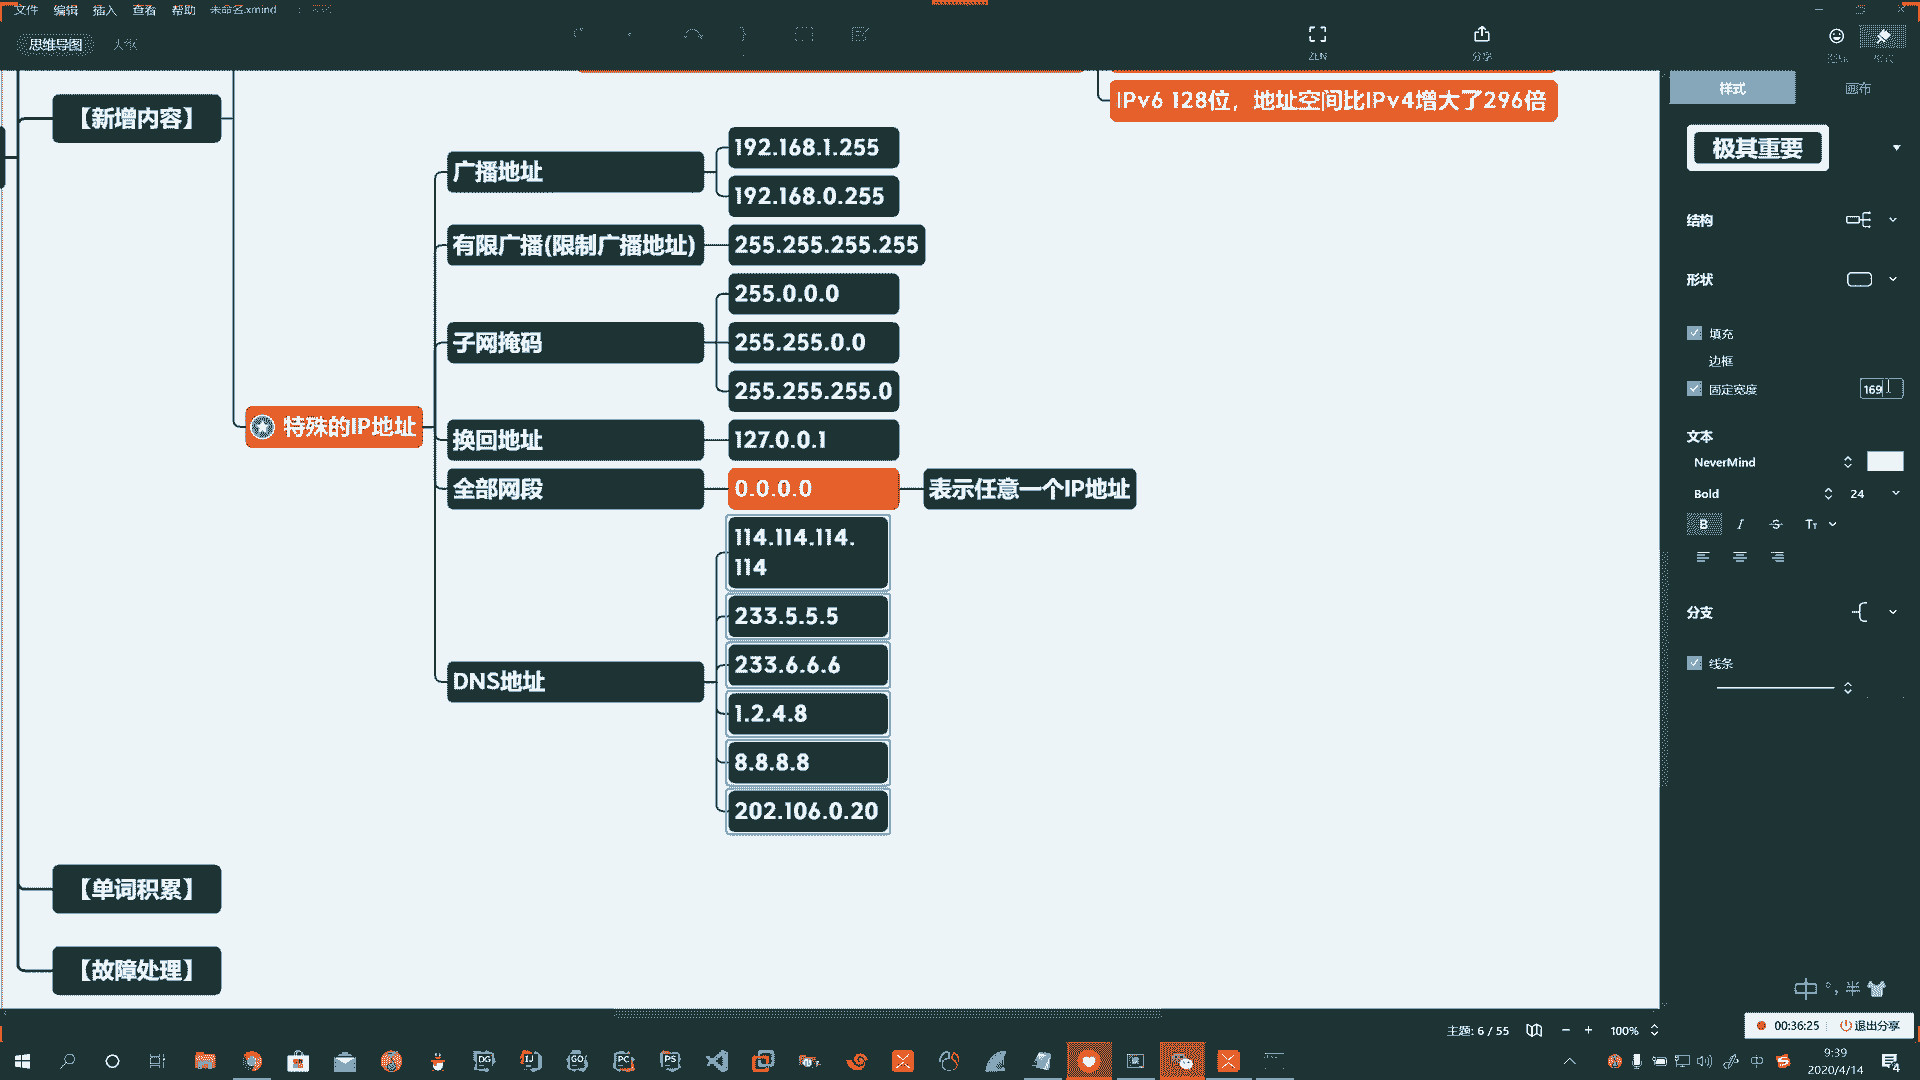 文件 编辑 插入 查看 帮助 未命名.xmind
思维导图
ZEN
分享
样式 画布
【新增内容】
IPv6 128位，地址空间比IPv4增大了296倍
极其重要
特殊的IP地址
广播地址
192.168.1.255
192.168.0.255
有限广播(限制广播地址)
255.255.255.255
子网掩码
255.0.0.0
255.255.0.0
255.255.255.0
换回地址
127.0.0.1
全部网段
0.0.0.0
表示任意一个IP地址
DNS地址
114.114.114.
114
233.5.5.5
233.6.6.6
1.2.4.8
8.8.8.8
202.106.0.20
【单词积累】
【故障处理】
结构
形状
填充
边框
固定宽度 169
文本
NeverMind
Bold 24
B I S Tт
分支
线条
中 °, 半
主题: 6 / 55
100%
00:36:25 退出分享
DG IJ GO PC PS
中
9:39
2020/4/14
4